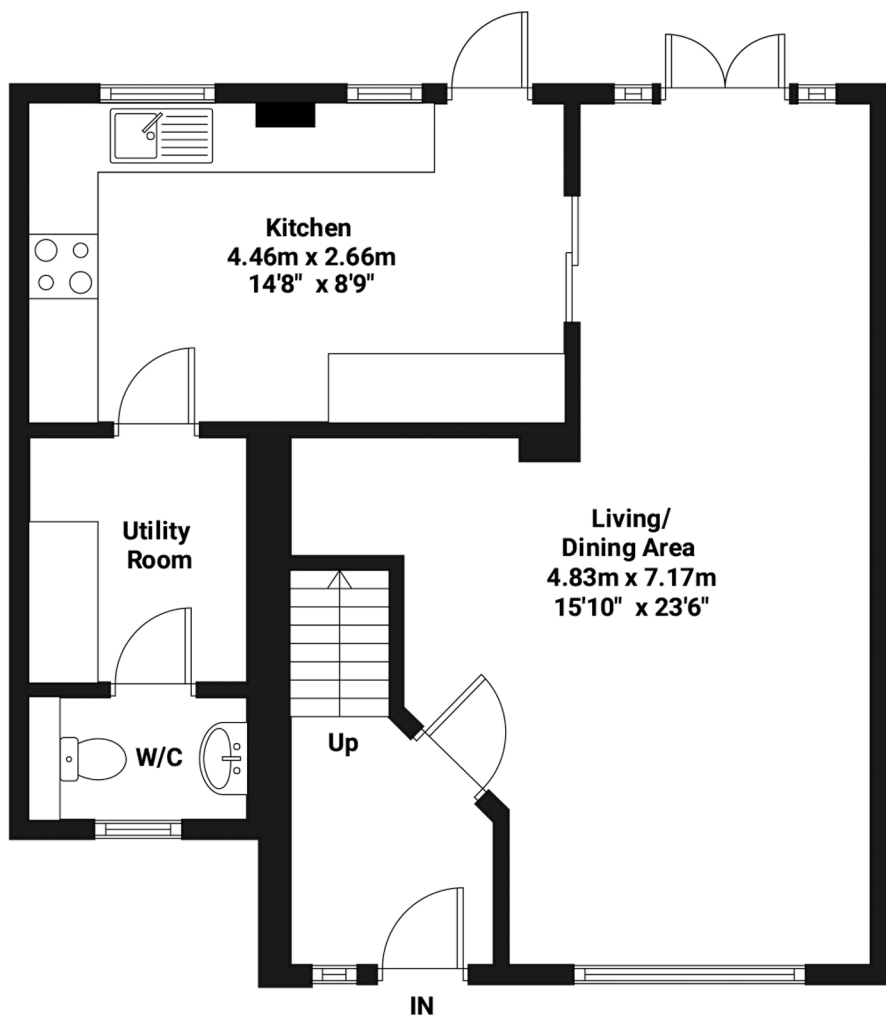 Kitchen
4.46m x 2.66m
14'8" x 8'9"
Living/
Dining Area
4.83m x 7.17m
15'10" x 23'6"
Utility
Room
W/C
Up
IN